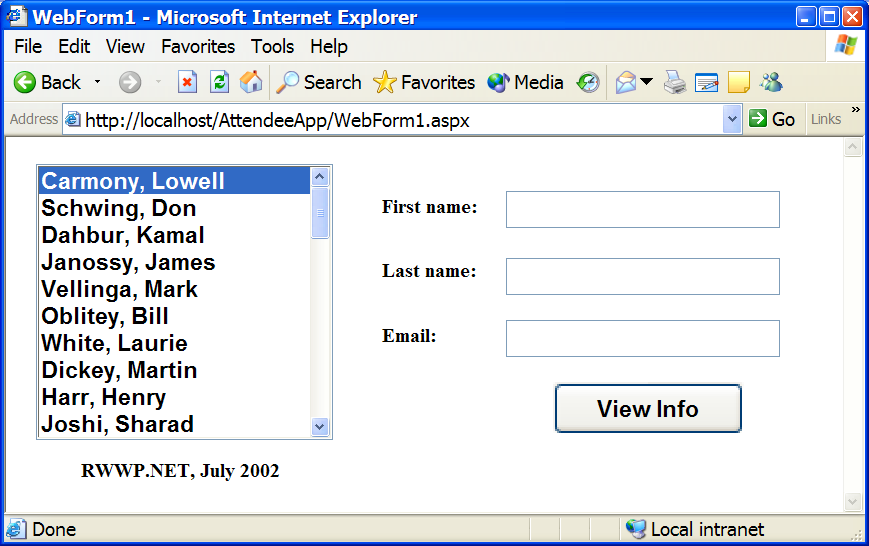 WebForm1 - Microsoft Internet Explorer
File Edit View Favorites Tools Help
Back Search Favorites Media
Address http://localhost/AttendeeApp/WebForm1.aspx Go Links »
Carmony, Lowell
Schwing, Don
Dahbur, Kamal
Janossy, James
Vellinga, Mark
Oblitey, Bill
White, Laurie
Dickey, Martin
Harr, Henry
Joshi, Sharad
RWWP.NET, July 2002
First name:
Last name:
Email:
View Info
Done Local intranet